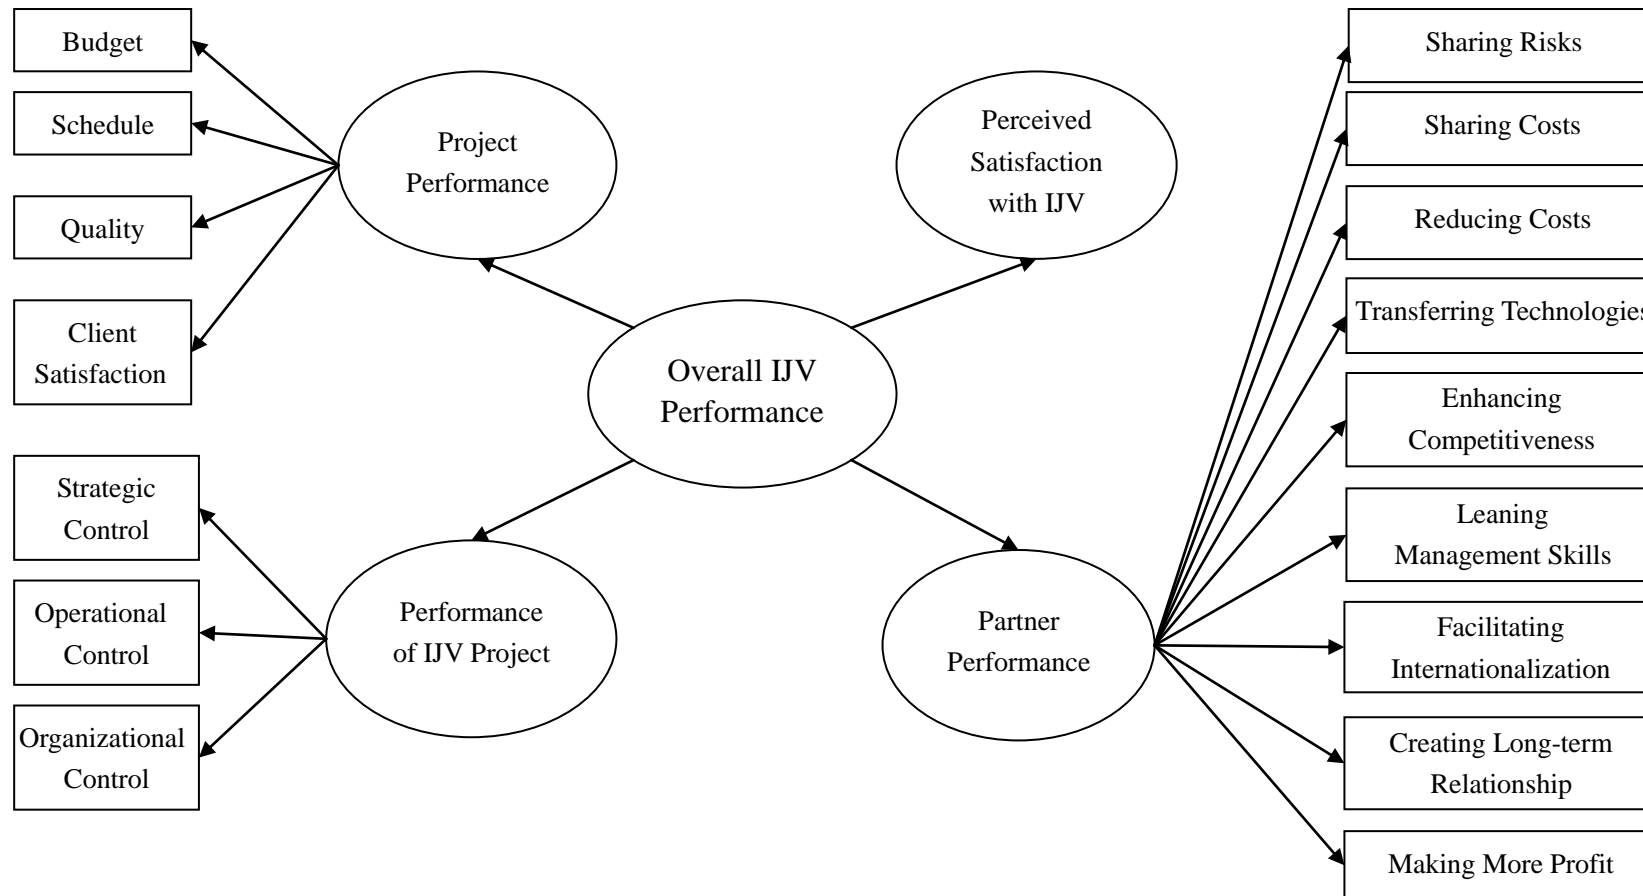 Budget
Schedule
Quality
Client
Satisfaction
Strategic
Control
Operational
Control
Organizational
Control
Project
Performance
Perceived
Satisfaction
with IJV
Overall IJV
Performance
Performance
of IJV Project
Partner
Performance
Sharing Risks
Sharing Costs
Reducing Costs
Transferring Technologies
Enhancing
Competitiveness
Leaning
Management Skills
Facilitating
Internationalization
Creating Long-term
Relationship
Making More Profit